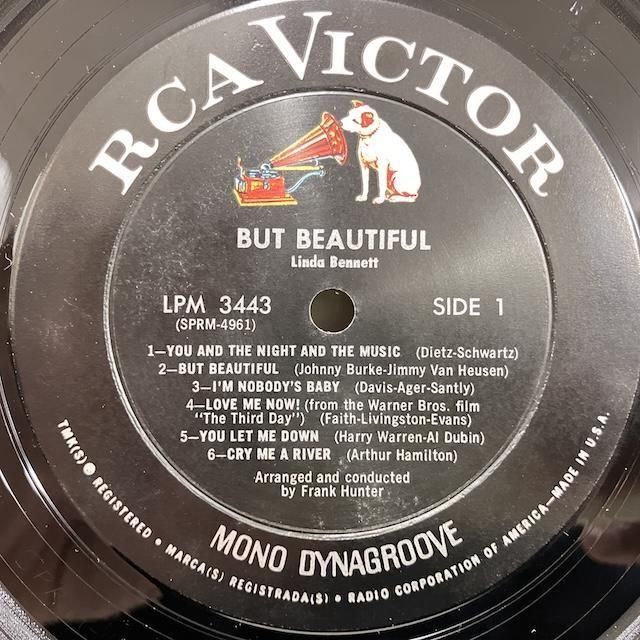 RCA VICTOR
BUT BEAUTIFUL
Linda Bennett
LPM 3443 SIDE 1
(SPRM-4961)
1—YOU AND THE NIGHT AND THE MUSIC (Dietz-Schwartz)
2—BUT BEAUTIFUL (Johnny Burke-Jimmy Van Heusen)
3—I'M NOBODY'S BABY (Davis-Ager-Santly)
4—LOVE ME NOW! (from the Warner Bros. film
"The Third Day") (Faith-Livingston-Evans)
5—YOU LET ME DOWN (Harry Warren-Al Dubin)
6—CRY ME A RIVER (Arthur Hamilton)
Arranged and conducted
by Frank Hunter
MONO DYNAGROOVE
TMK(S) ® REGISTERED • MARCA(S) REGISTRADA(S) • RADIO CORPORATION OF AMERICA—MADE IN U.S.A.